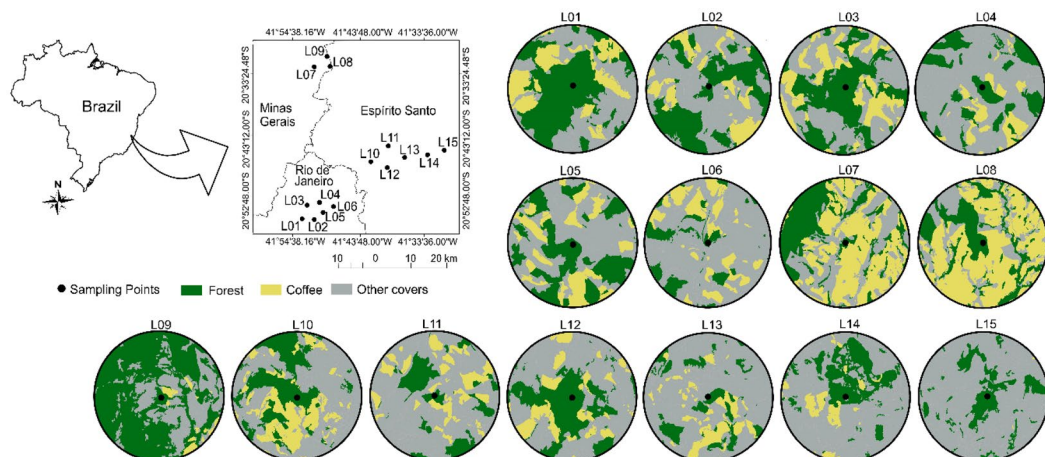 Brazil
N
41°54'38.16"W 41°43'48.00"W 41°33'36.00"W
20°33'24.48"S
20°43'12.00"S
20°52'48.00"S
L09
L07
L08
Minas
Gerais
Espírito Santo
L11
L15
L13
L14
L10
L12
Rio de
Janeiro
L04
L03
L06
L05
L01
L02
20°33'24.48"S
20°43'12.00"S
20°52'48.00"S
41°54'38.16"W 41°43'48.00"W 41°33'36.00"W
10 0 10 20 km
Sampling Points Forest Coffee Other covers
L01 L02 L03 L04
L05 L06 L07 L08
L09 L10 L11 L12 L13 L14 L15